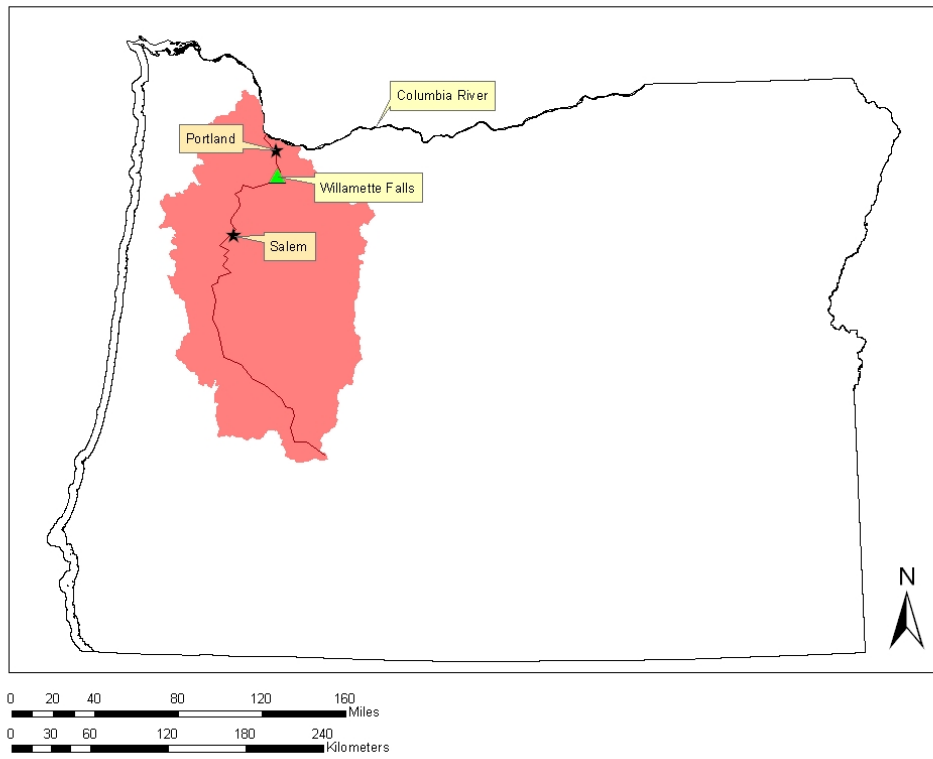 Columbia River
Portland
Willamette Falls
Salem
N
0 20 40 80 120 160
Miles
0 30 60 120 180 240
Kilometers